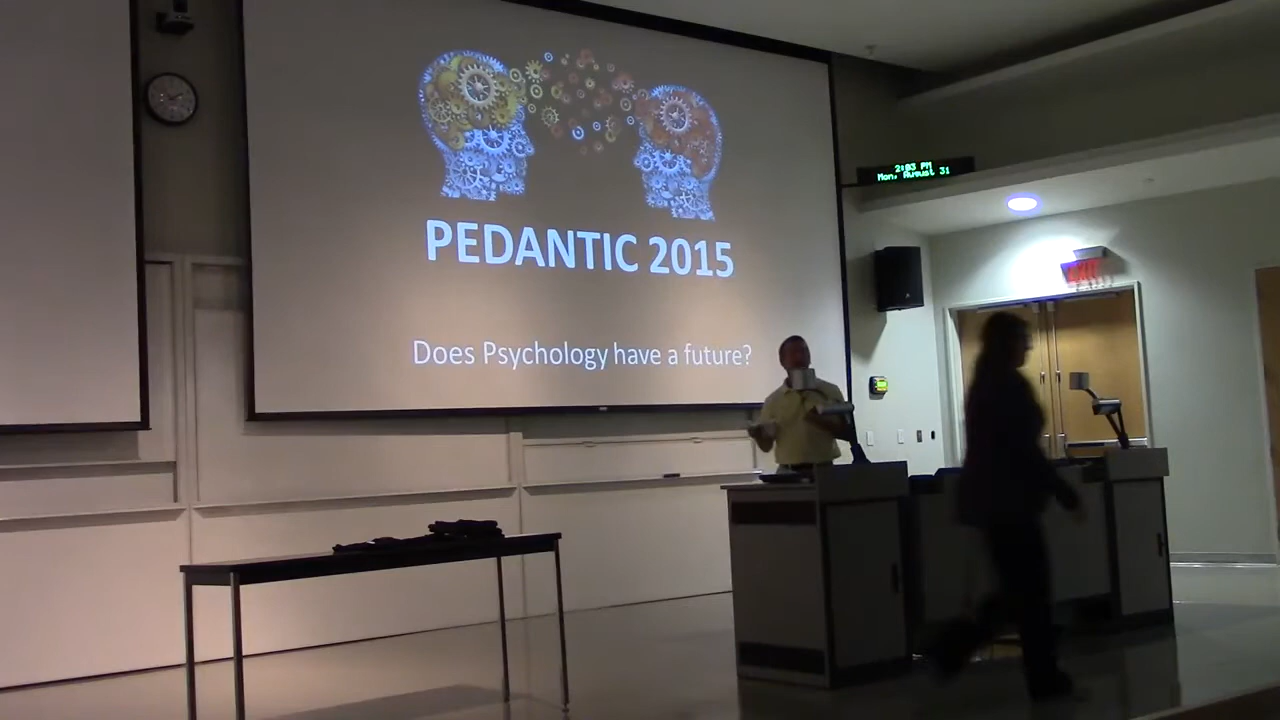 PEDANTIC 2015
Does Psychology have a future?
2:03 PM
Mon, August 31
EXIT